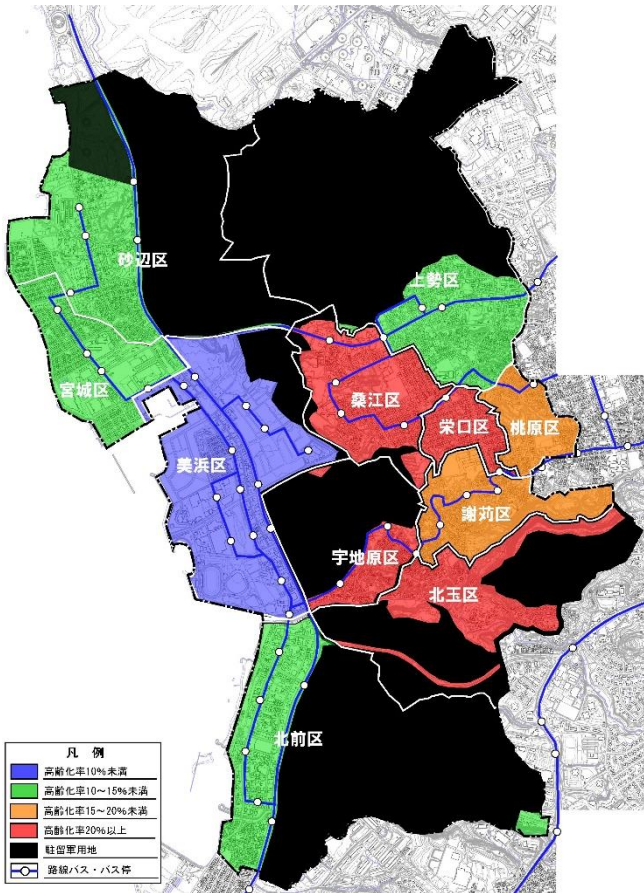 砂辺区
上勢区
宮城区
桑江区
栄口区
桃原区
美浜区
謝苅区
宇地原区
北玉区
北前区
凡 例
高齢化率10%未満
高齢化率10～15%未満
高齢化率15～20%未満
高齢化率20%以上
駐留軍用地
路線バス・バス停